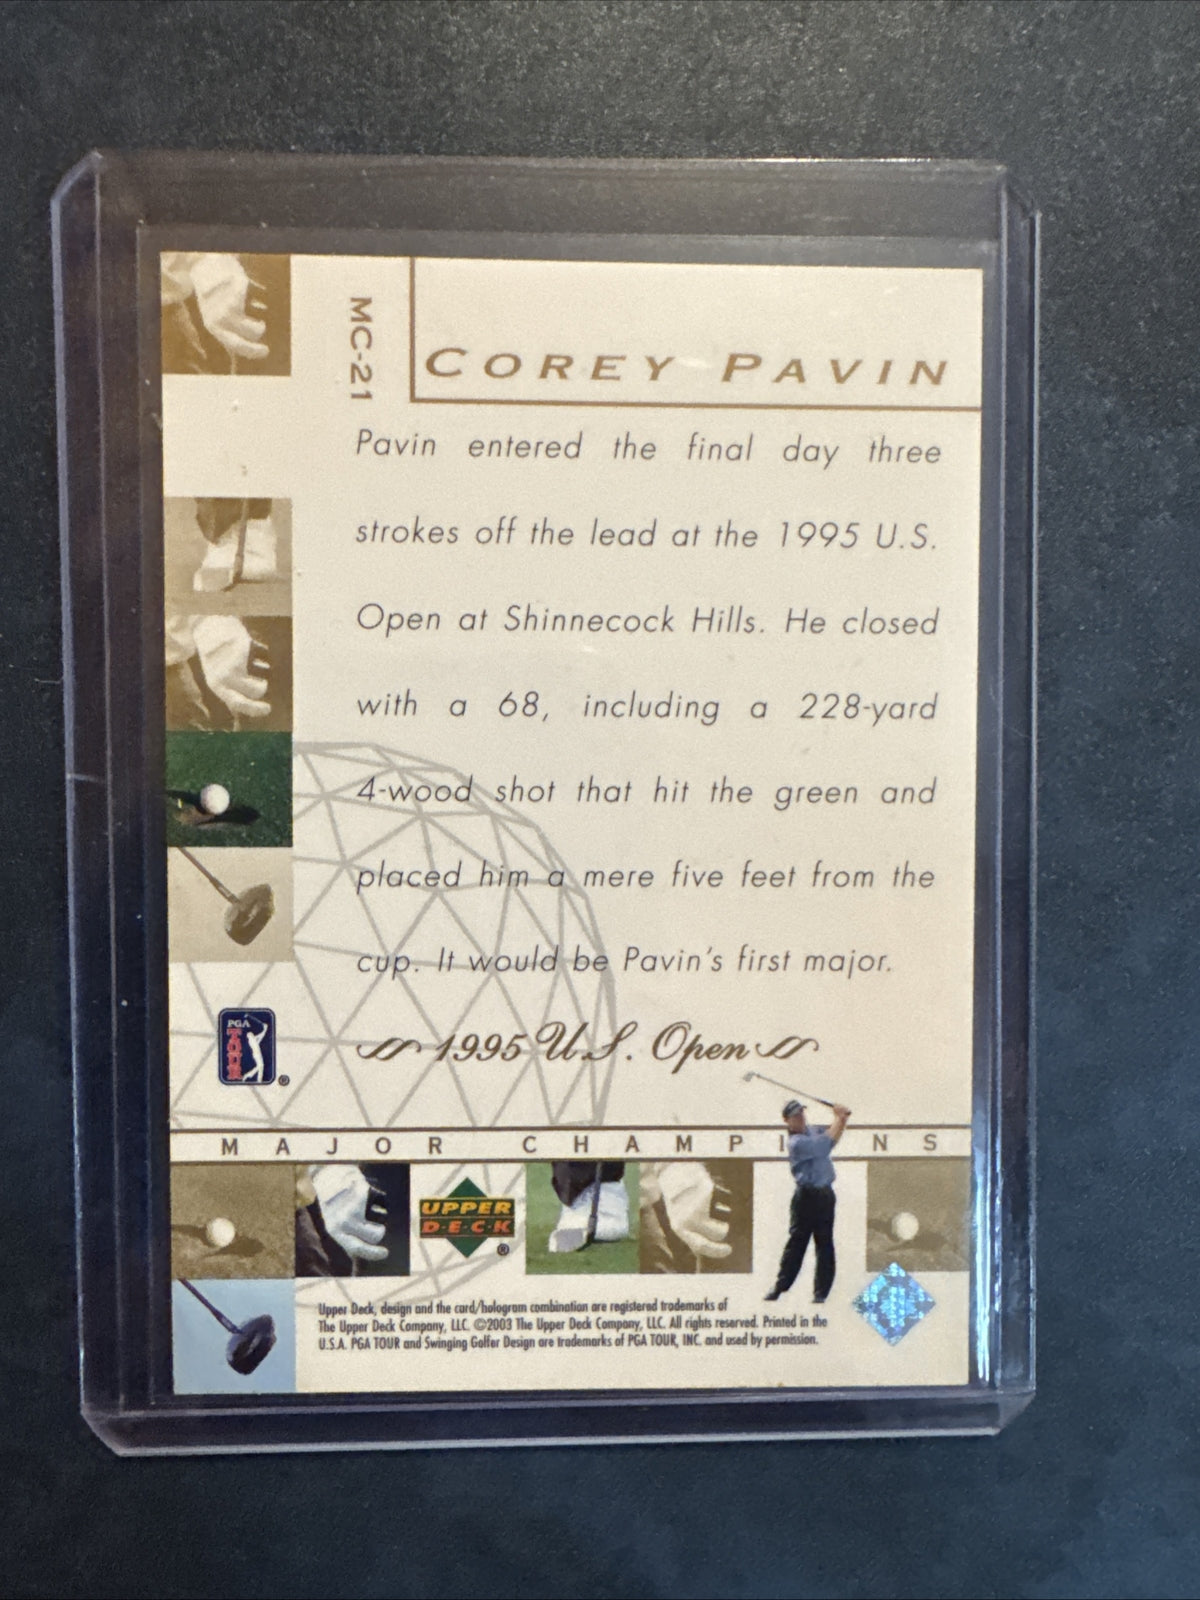 MC-21
COREY PAVIN
Pavin entered the final day three
strokes off the lead at the 1995 U.S.
Open at Shinnecock Hills. He closed
with a 68, including a 228-yard
4-wood shot that hit the green and
placed him a mere five feet from the
cup. It would be Pavin's first major.
PGA
TOUR
®
1995 U.S. Open
MAJOR CHAMPI NS
UPPER
D·E·C·K
®
Upper Deck, design and the card/hologram combination are registered trademarks of
The Upper Deck Company, LLC. ©2003 The Upper Deck Company, LLC. All rights reserved. Printed in the
U.S.A. PGA TOUR and Swinging Golfer Design are trademarks of PGA TOUR, INC. and used by permission.